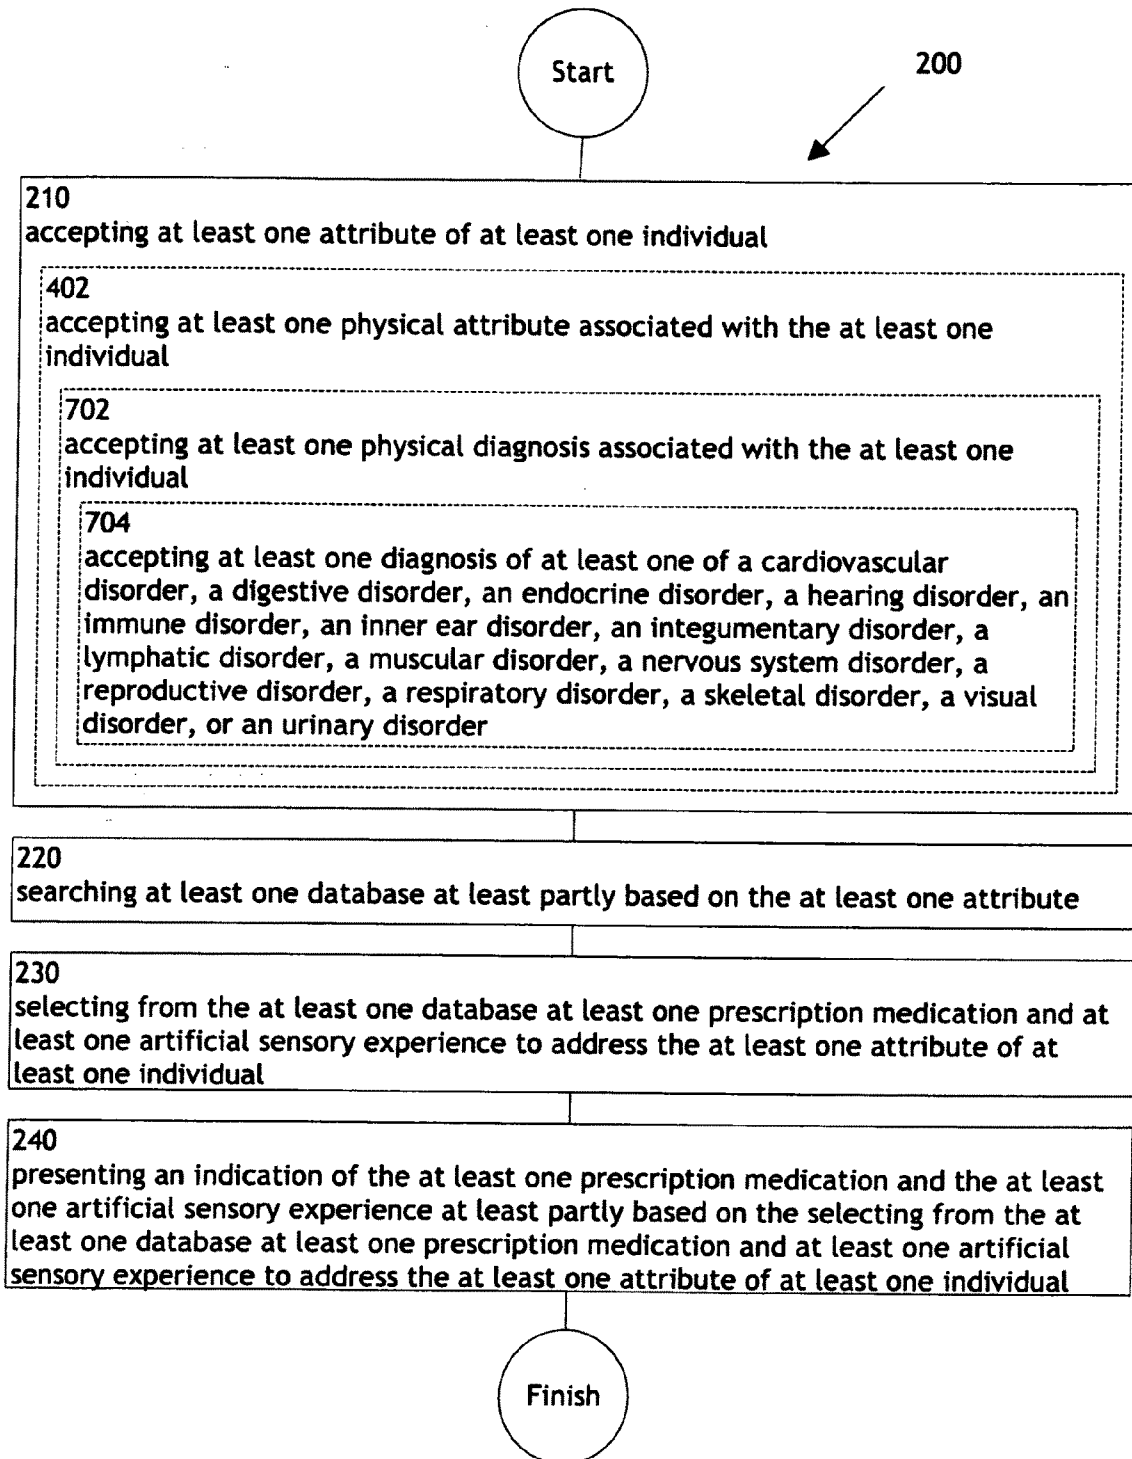 Start
200
210
accepting at least one attribute of at least one individual
402
accepting at least one physical attribute associated with the at least one
individual
702
accepting at least one physical diagnosis associated with the at least one
individual
704
accepting at least one diagnosis of at least one of a cardiovascular
disorder, a digestive disorder, an endocrine disorder, a hearing disorder, an
immune disorder, an inner ear disorder, an integumentary disorder, a
lymphatic disorder, a muscular disorder, a nervous system disorder, a
reproductive disorder, a respiratory disorder, a skeletal disorder, a visual
disorder, or an urinary disorder
220
searching at least one database at least partly based on the at least one attribute
230
selecting from the at least one database at least one prescription medication and at
least one artificial sensory experience to address the at least one attribute of at
least one individual
240
presenting an indication of the at least one prescription medication and the at least
one artificial sensory experience at least partly based on the selecting from the at
least one database at least one prescription medication and at least one artificial
sensory experience to address the at least one attribute of at least one individual
Finish